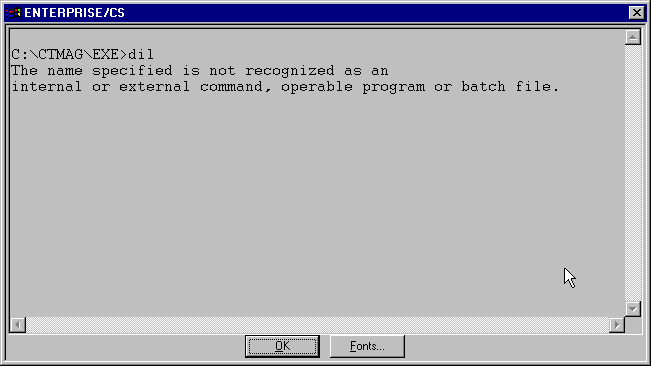 ENTERPRISE/CS
C:\CTMAG\EXE>dil
The name specified is not recognized as an
internal or external command, operable program or batch file.
OK
Fonts...